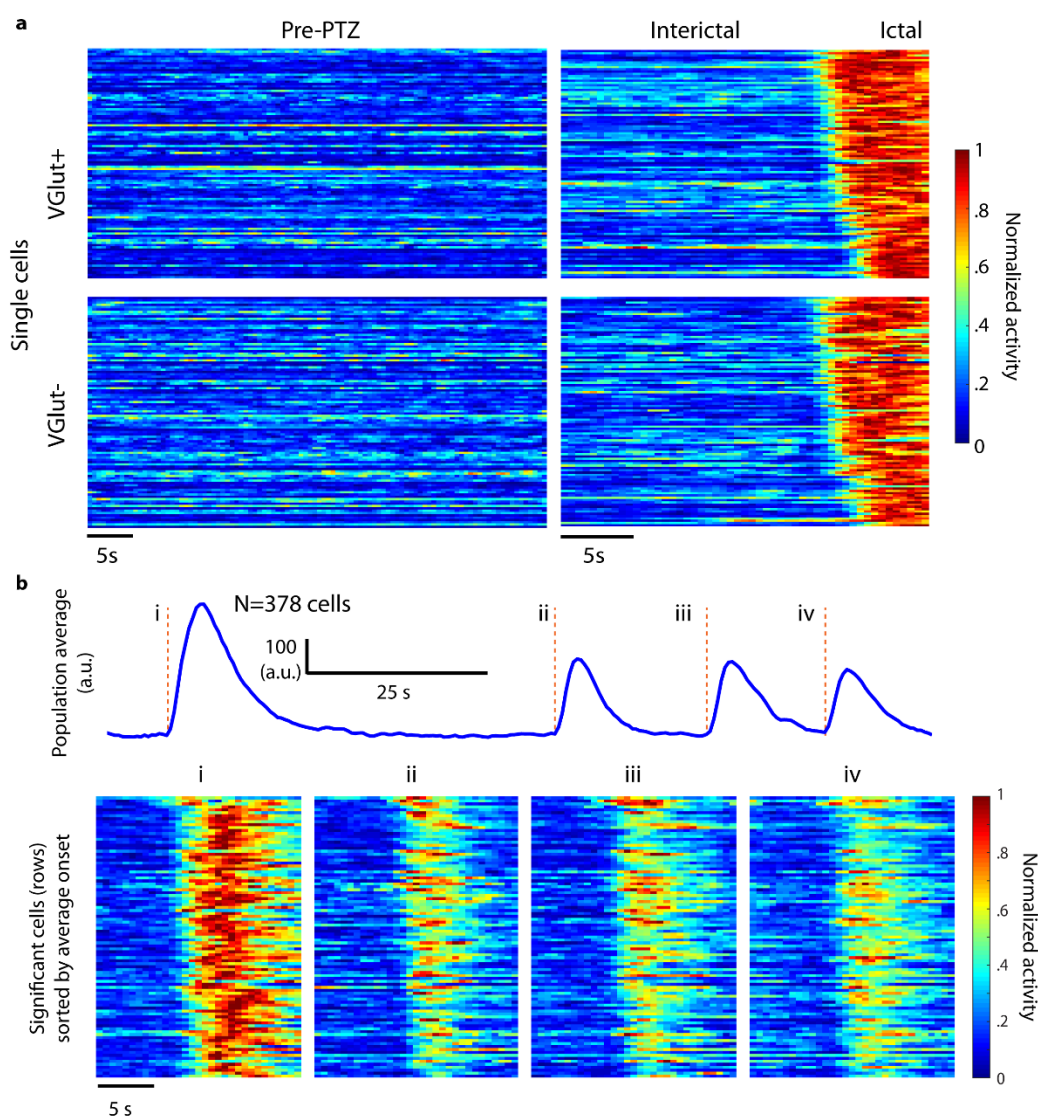 a
Pre-PTZ
Interictal
Ictal
Single cells
VGlut+
VGlut-
1
.8
.6
.4
.2
0
Normalized activity
5s
5s
b
Population average
(a.u.)
i
N=378 cells
ii
iii
iv
100
(a.u.)
25 s
i
ii
iii
iv
Significant cells (rows)
sorted by average onset
1
.8
.6
.4
.2
0
Normalized activity
5 s